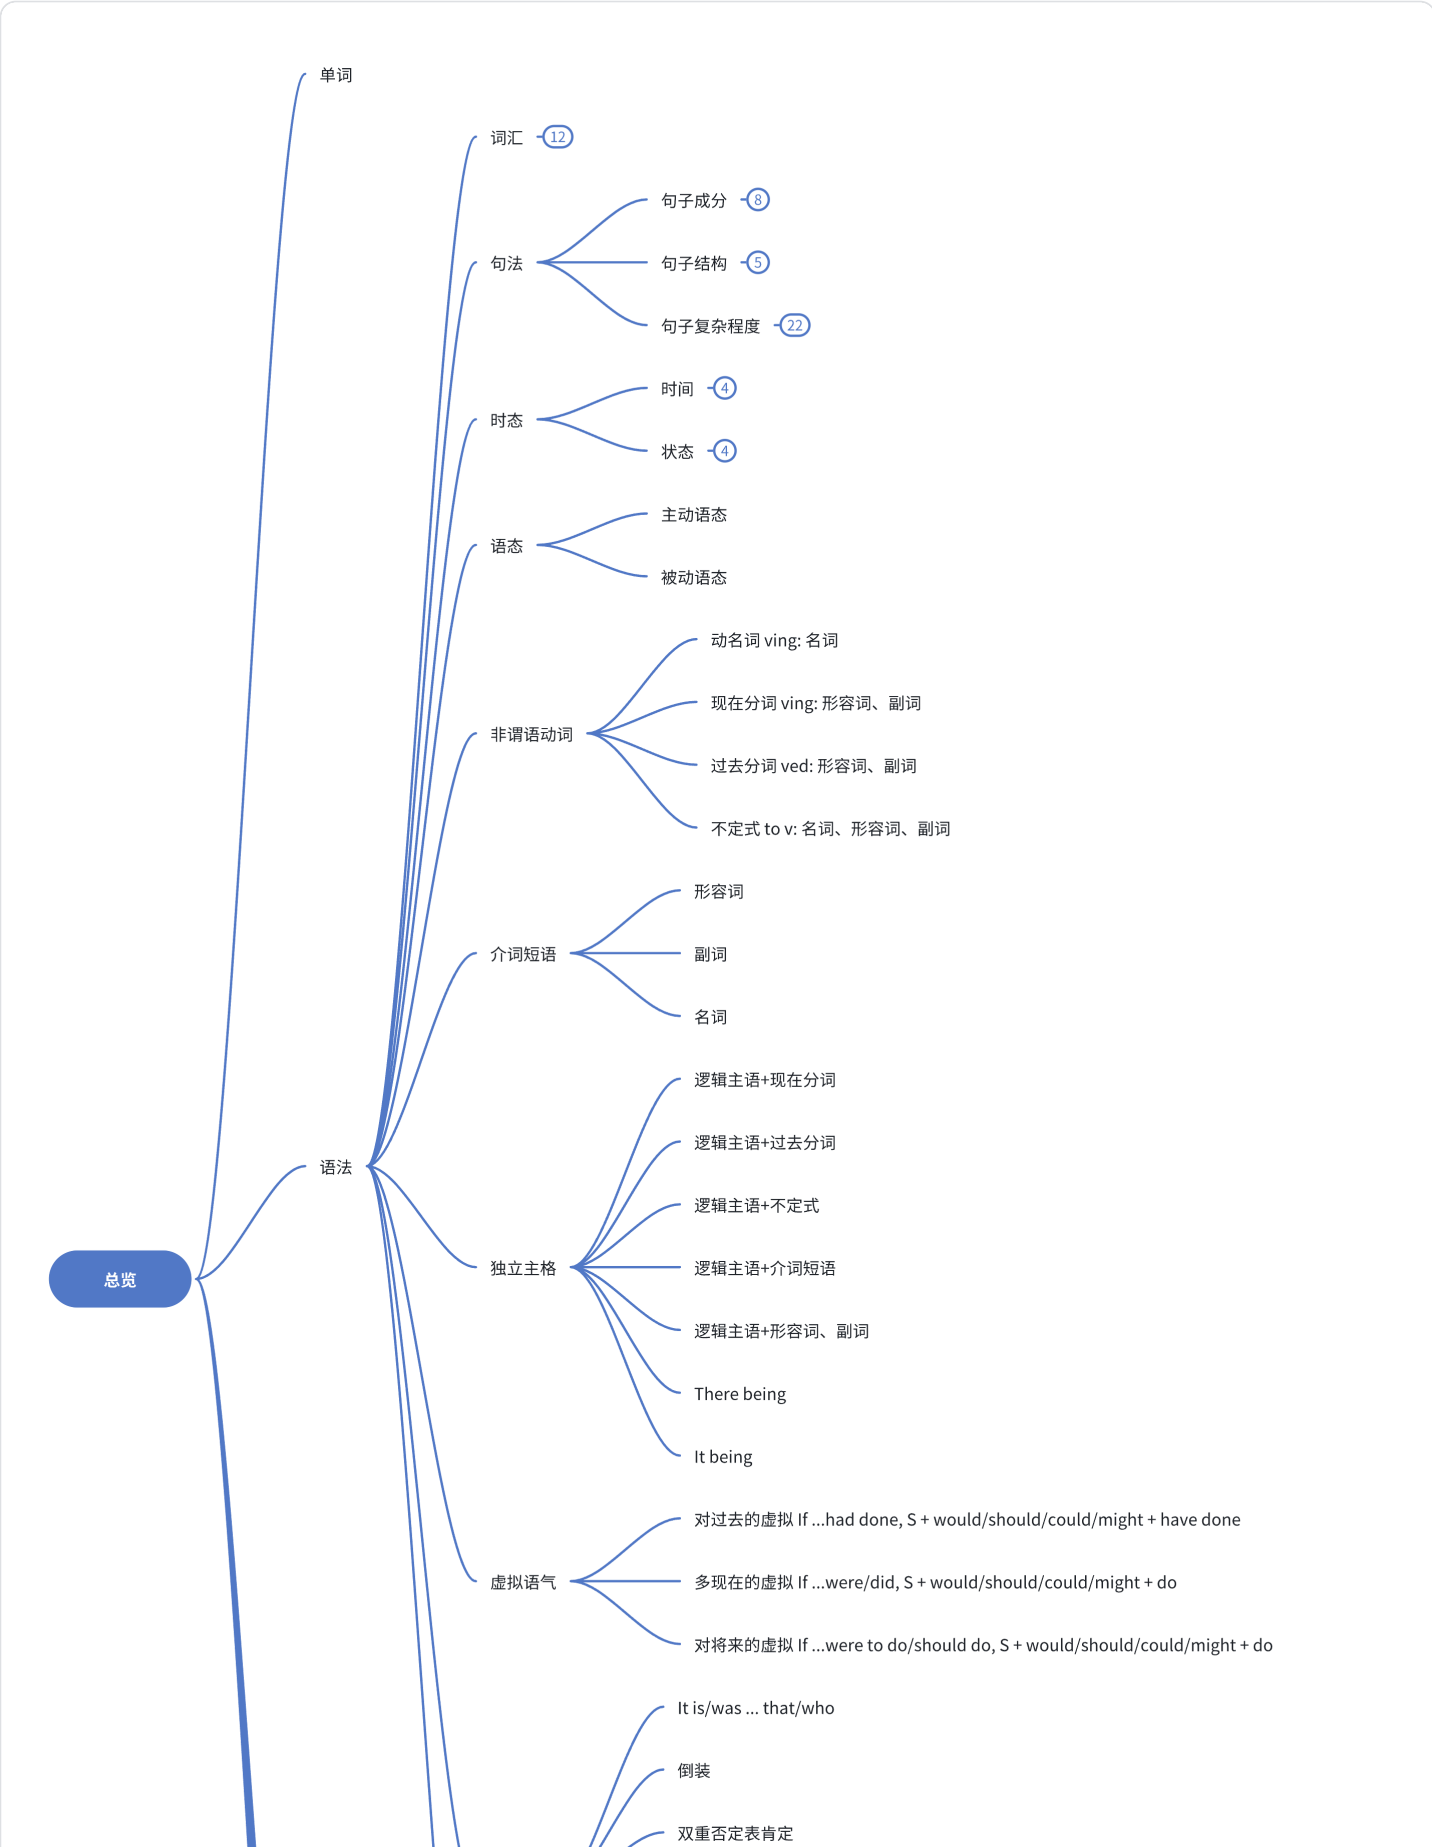 单词
词汇 12
句子成分 8
句法
句子结构 5
句子复杂程度 22
时间 4
时态
状态 4
主动语态
语态
被动语态
动名词 ving: 名词
现在分词 ving: 形容词、副词
非谓语动词
过去分词 ved: 形容词、副词
不定式 to v: 名词、形容词、副词
形容词
介词短语
副词
名词
逻辑主语+现在分词
逻辑主语+过去分词
语法
逻辑主语+不定式
独立主格
逻辑主语+介词短语
总览
逻辑主语+形容词、副词
There being
It being
对过去的虚拟 If ...had done, S + would/should/could/might + have done
虚拟语气
多现在的虚拟 If ...were/did, S + would/should/could/might + do
对将来的虚拟 If ...were to do/should do, S + would/should/could/might + do
It is/was ... that/who
倒装
双重否定表肯定